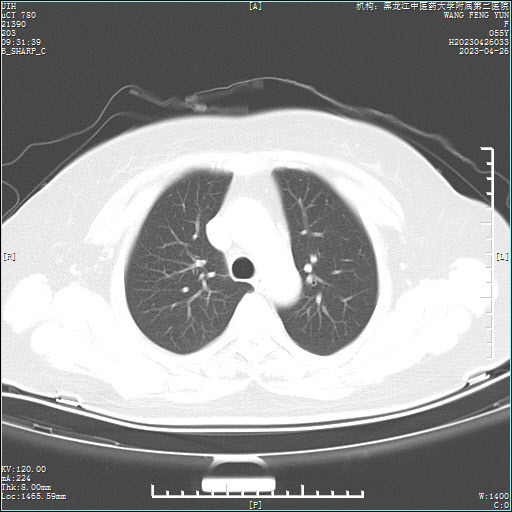 JIH
uCT 780
21390
203
09:31:39
B_SHARP_C
[A]
机构: 黑龙江中医药大学附属第二医院
WANG FENG YUN
F
055Y
H20230426033
2023-04-26
[R]
[L]
KV:120.00
mA:224
Thk:8.00mm
Loc:1465.59mm
[P]
W:1400
C:0